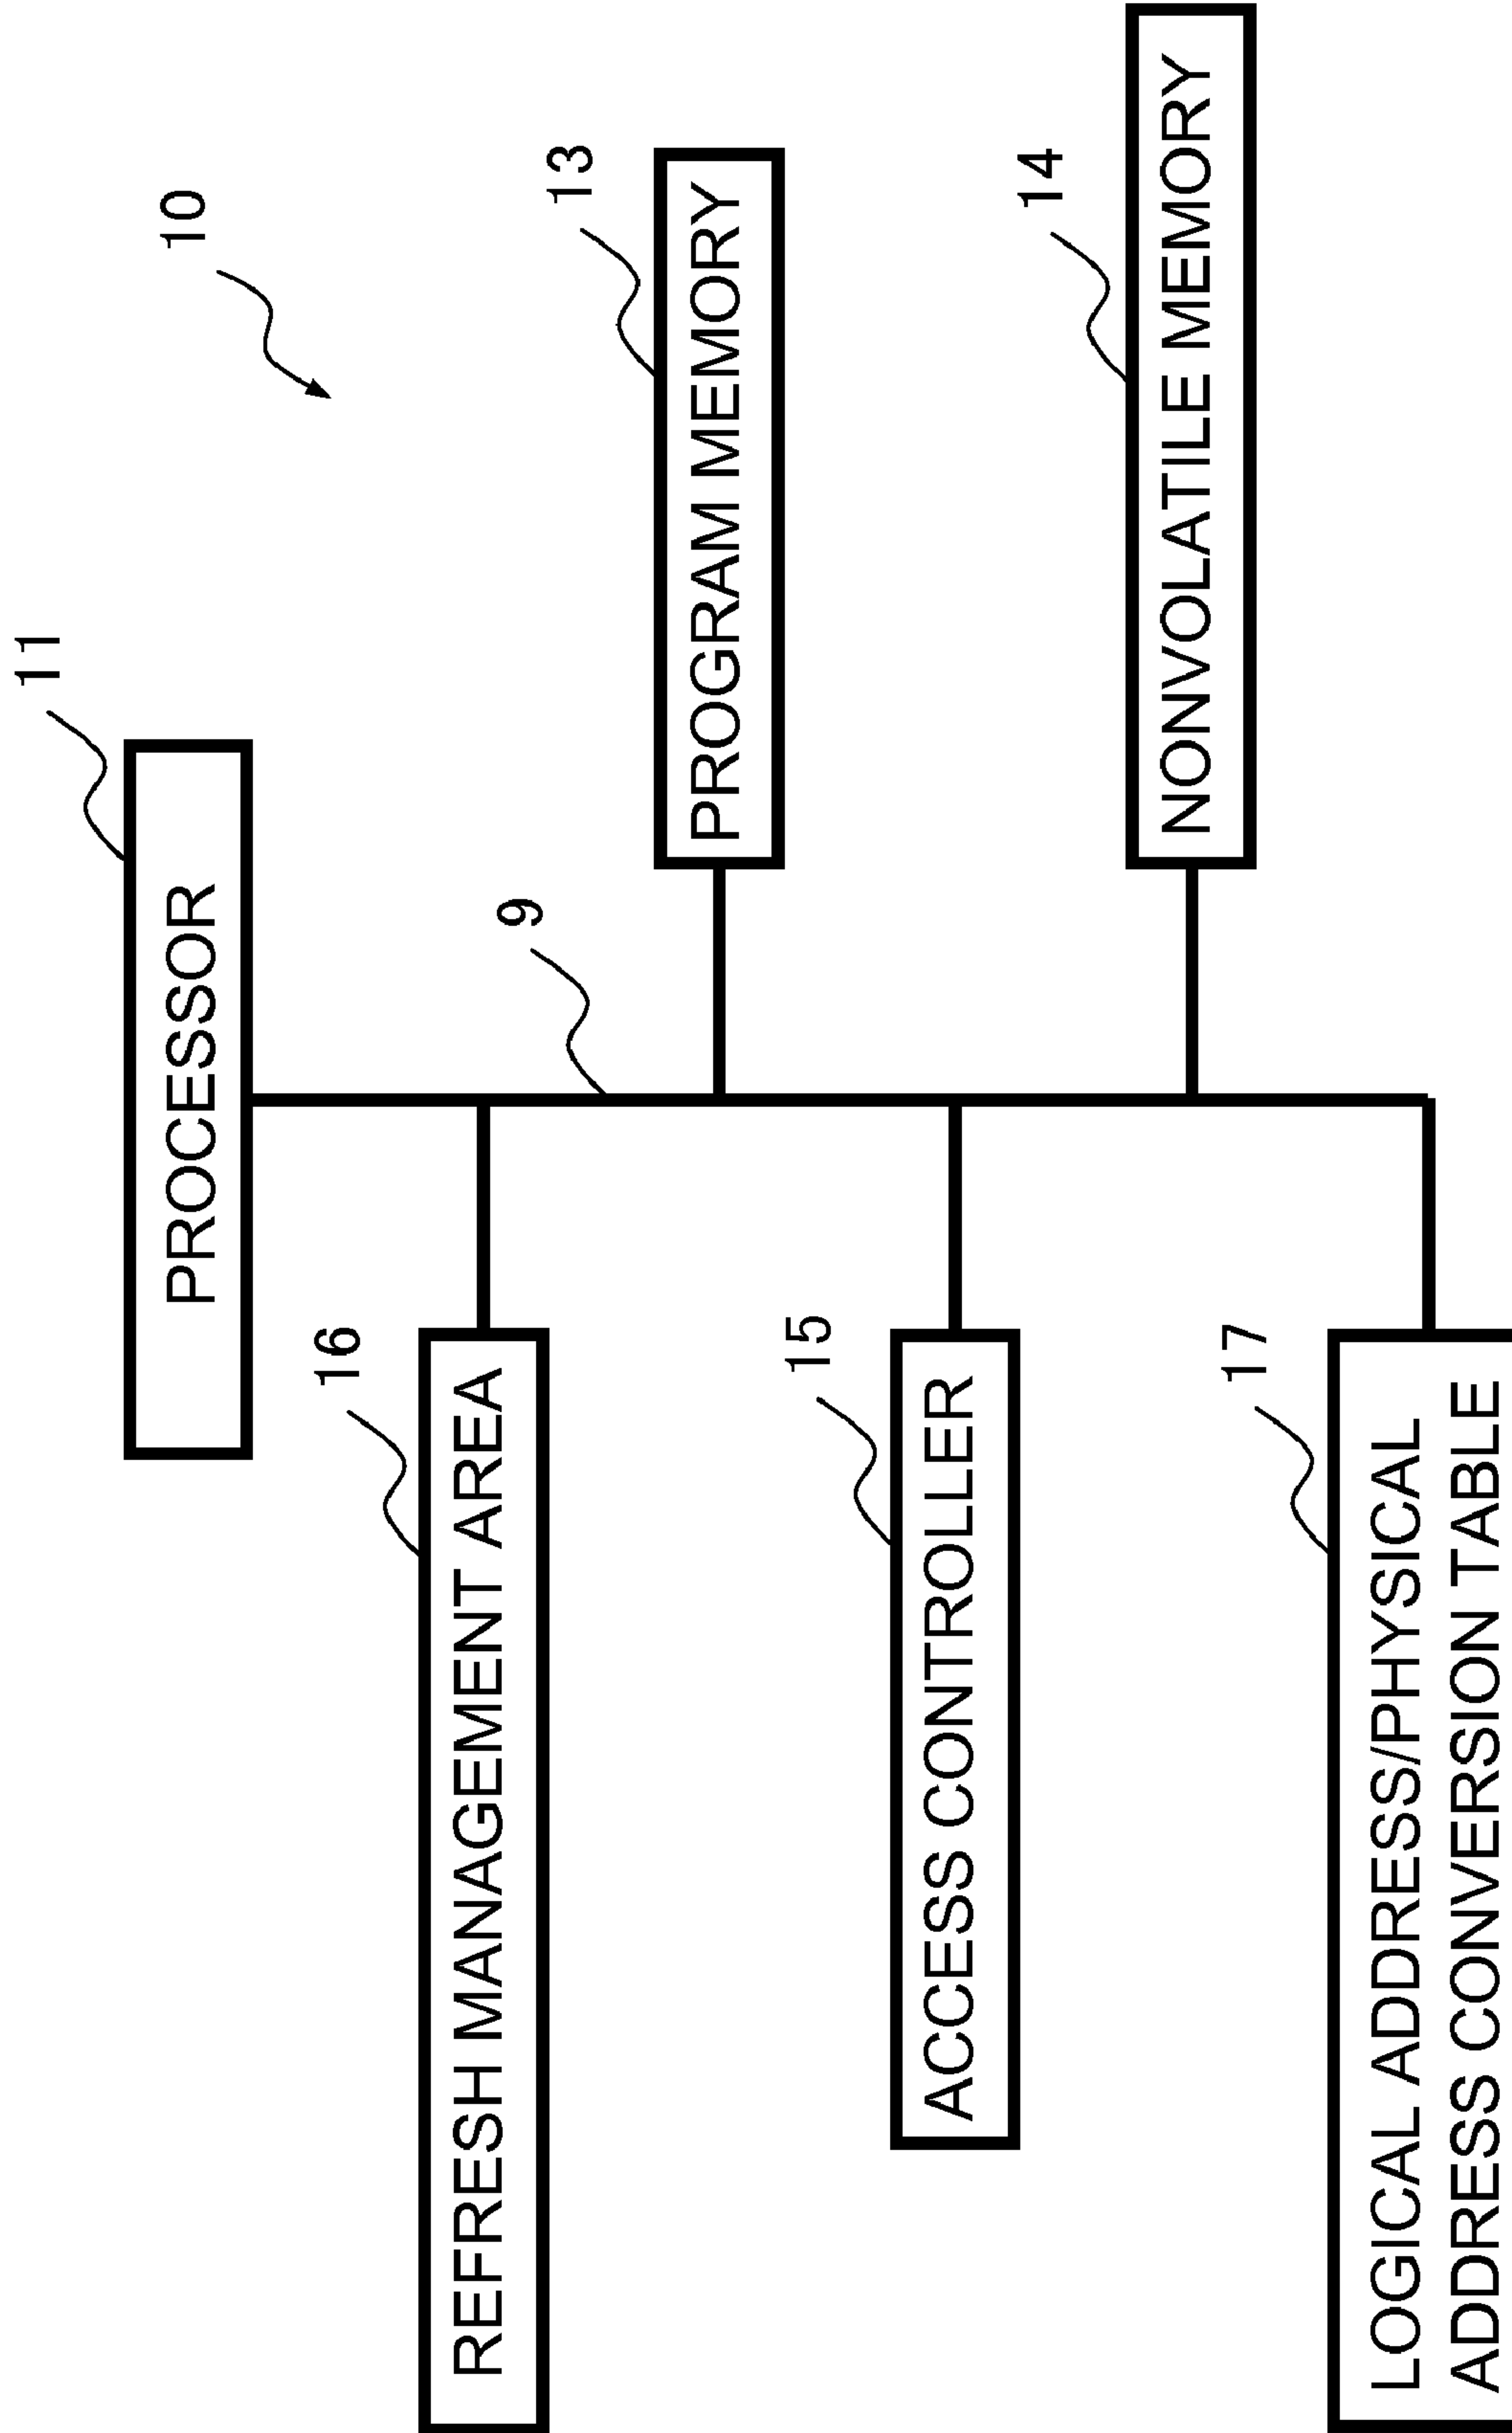 10
11
PROCESSOR
9
13
PROGRAM MEMORY
14
NONVOLATILE MEMORY
16
REFRESH MANAGEMENT AREA
15
ACCESS CONTROLLER
17
LOGICAL ADDRESS/PHYSICAL
ADDRESS CONVERSION TABLE